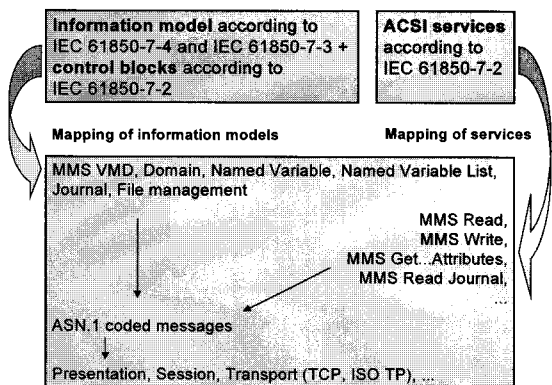 Information model according to
IEC 61850-7-4 and IEC 61850-7-3 +
control blocks according to
IEC 61850-7-2
ACSI services
according to
IEC 61850-7-2
Mapping of information models
Mapping of services
MMS VMD, Domain, Named Variable, Named Variable List,
Journal, File management
MMS Read,
MMS Write,
MMS Get...Attributes,
MMS Read Journal,
...
ASN.1 coded messages
Presentation, Session, Transport (TCP, ISO TP), ...